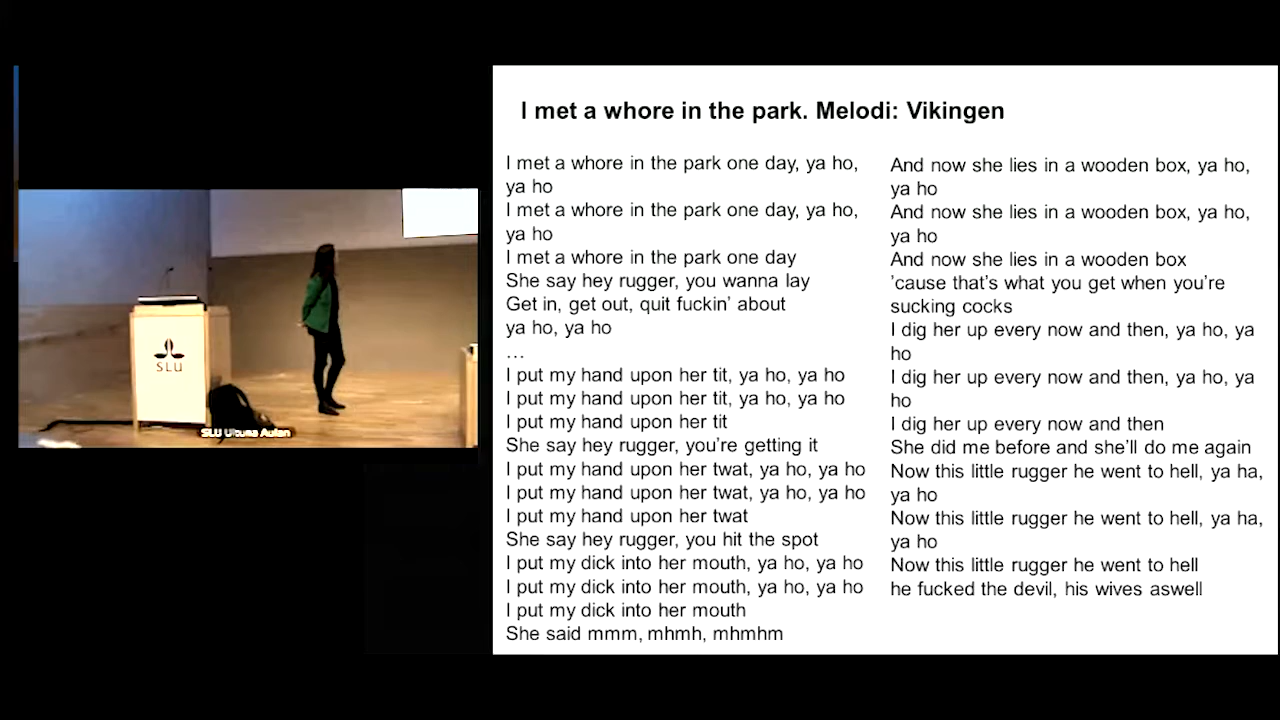 I met a whore in the park. Melodi: Vikingen
I met a whore in the park one day, ya ho,
ya ho
I met a whore in the park one day, ya ho,
ya ho
I met a whore in the park one day
She say hey rugger, you wanna lay
Get in, get out, quit fuckin' about
ya ho, ya ho
…
I put my hand upon her tit, ya ho, ya ho
I put my hand upon her tit, ya ho, ya ho
I put my hand upon her tit
She say hey rugger, you're getting it
I put my hand upon her twat, ya ho, ya ho
I put my hand upon her twat, ya ho, ya ho
I put my hand upon her twat
She say hey rugger, you hit the spot
I put my dick into her mouth, ya ho, ya ho
I put my dick into her mouth, ya ho, ya ho
I put my dick into her mouth
She said mmm, mhmh, mhmhm
And now she lies in a wooden box, ya ho,
ya ho
And now she lies in a wooden box, ya ho,
ya ho
And now she lies in a wooden box
’cause that’s what you get when you’re
sucking cocks
I dig her up every now and then, ya ho, ya
ho
I dig her up every now and then, ya ho, ya
ho
I dig her up every now and then
She did me before and she’ll do me again
Now this little rugger he went to hell, ya ha,
ya ho
Now this little rugger he went to hell, ya ha,
ya ho
Now this little rugger he went to hell
he fucked the devil, his wives aswell
SLU
SLU Ultuna Aulan